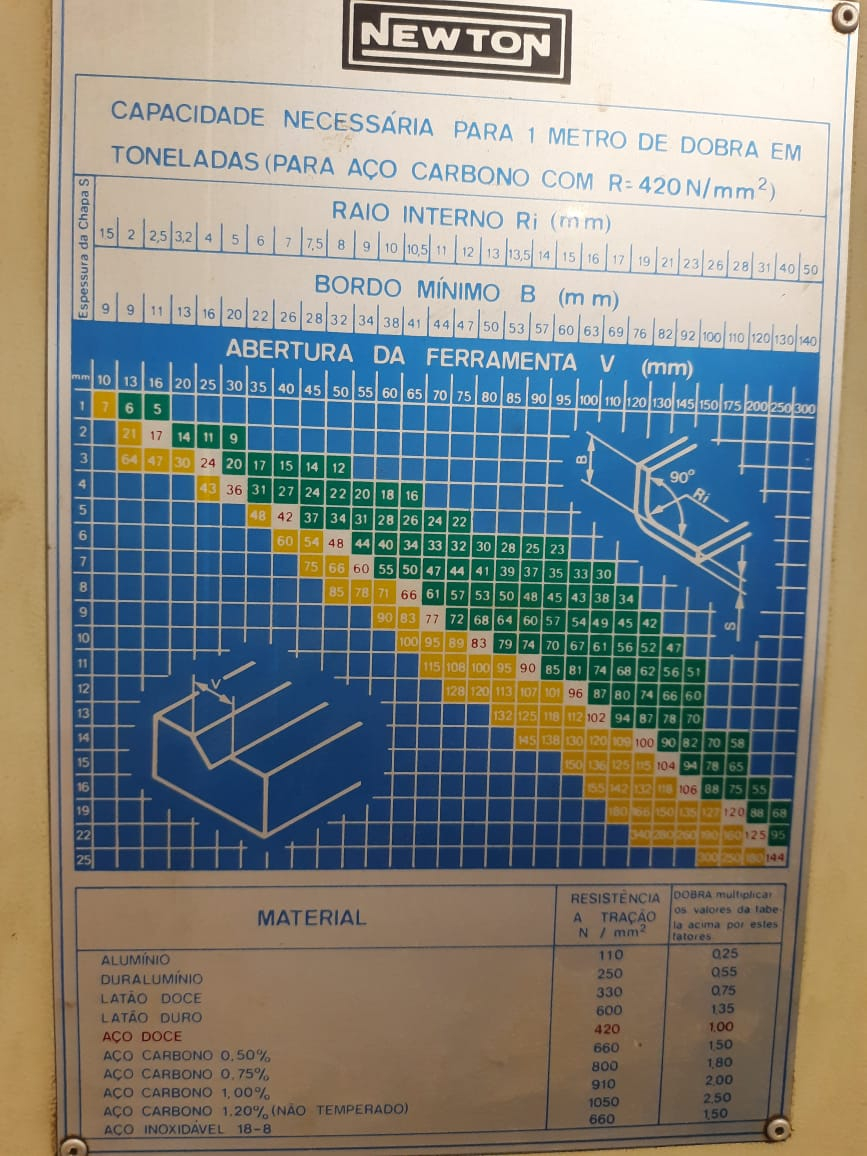 NEWTON
CAPACIDADE NECESSÁRIA PARA 1 METRO DE DOBRA EM
TONELADAS (PARA AÇO CARBONO COM R=420 N/mm²)
Espessura da Chapa S
RAIO INTERNO Ri (mm)
1,5 2 2,5 3,2 4 5 6 7 7,5 8 9 10 10,5 11 12 13 13,5 14 15 16 17 19 21 23 26 28 31 40 50
BORDO MÍNIMO B (mm)
9 9 11 13 16 20 22 26 28 32 34 38 41 44 47 50 53 57 60 63 69 76 82 92 100 110 120 130 140
ABERTURA DA FERRAMENTA V (mm)
mm 10 13 16 20 25 30 35 40 45 50 55 60 65 70 75 80 85 90 95 100 110 120 130 145 150 175 200 250 300
1 7 6 5
2 21 17 14 11 9
3 64 47 30 24 20 17 15 14 12
4 43 36 31 27 24 22 20 18 16
5 48 42 37 34 31 28 26 24 22
6 60 54 48 44 40 34 33 32 30 28 25 23
7 75 66 60 55 50 47 44 41 39 37 35 33 30
8 85 78 71 66 61 57 53 50 48 45 43 38 34
9 90 83 77 72 68 64 60 57 54 49 45 42
10 100 95 89 83 79 74 70 67 61 56 52 47
11 115 108 100 95 90 85 81 74 68 62 56 51
12 128 120 113 107 101 96 87 80 74 66 60
13 132 125 118 112 102 94 87 78 70
14 145 138 130 120 109 100 90 82 70 58
15 150 136 125 115 104 94 78 65
16 155 142 132 118 106 88 75 55
19 180 166 150 135 127 120 88 68
22 340 280 260 190 160 125 95
25 300 250 180 144
B
90°
Ri
S
V
MATERIAL
RESISTÊNCIA
A TRAÇÃO
N / mm²
DOBRA multiplicar
os valores da tabe-
la acima por estes
fatores
ALUMÍNIO 110 0,25
DURALUMÍNIO 250 0,55
LATÃO DOCE 330 0,75
LATÃO DURO 600 1,35
AÇO DOCE 420 1,00
AÇO CARBONO 0,50% 660 1,50
AÇO CARBONO 0,75% 800 1,80
AÇO CARBONO 1,00% 910 2,00
AÇO CARBONO 1,20% (NÃO TEMPERADO) 1050 2,50
AÇO INOXIDÁVEL 18-8 660 1,50